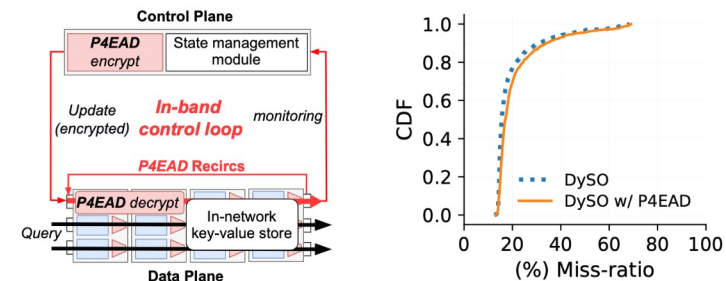 Control Plane
P4EAD
encrypt
State management
module
Update
(encrypted)
In-band
control loop
monitoring
P4EAD Recircs
P4EAD decrypt
In-network
key-value store
Query
Data Plane
CDF
1.0
0.8
0.6
0.4
0.2
0.0
DySO
DySO w/ P4EAD
0 20 40 60 80 100
(%) Miss-ratio